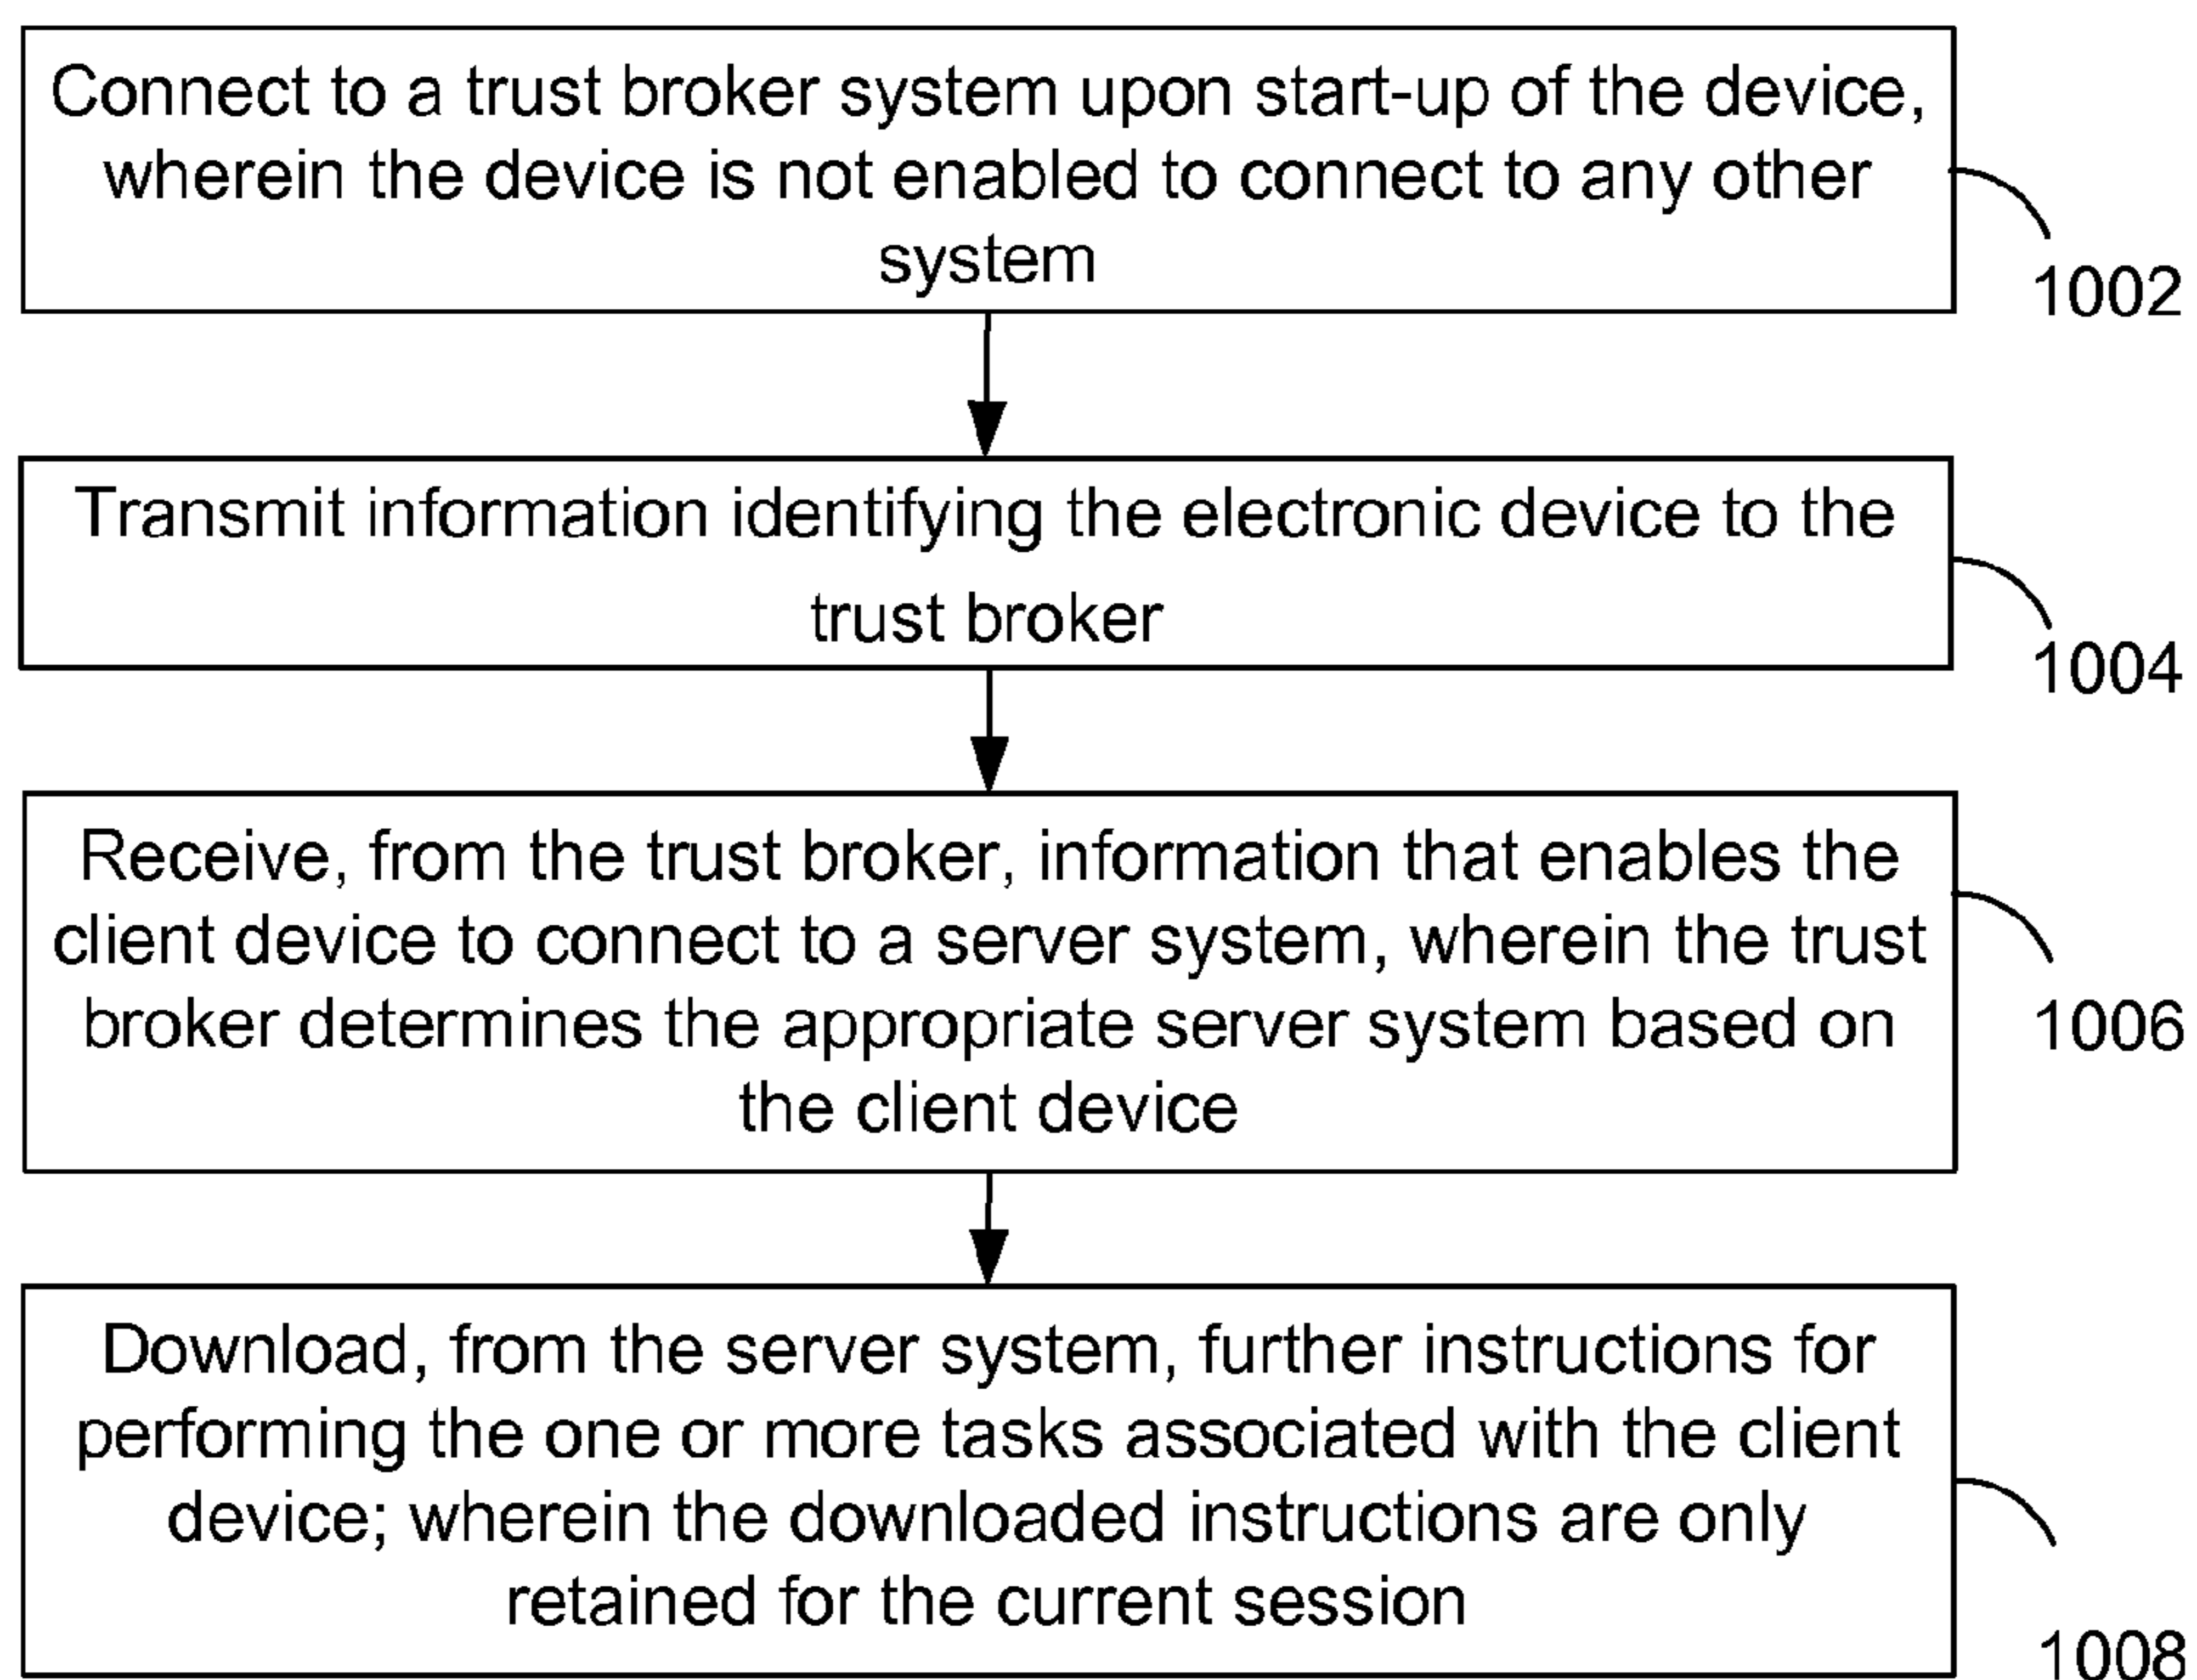 Connect to a trust broker system upon start-up of the device,
wherein the device is not enabled to connect to any other
system
1002
Transmit information identifying the electronic device to the
trust broker
1004
Receive, from the trust broker, information that enables the
client device to connect to a server system, wherein the trust
broker determines the appropriate server system based on
the client device
1006
Download, from the server system, further instructions for
performing the one or more tasks associated with the client
device; wherein the downloaded instructions are only
retained for the current session
1008